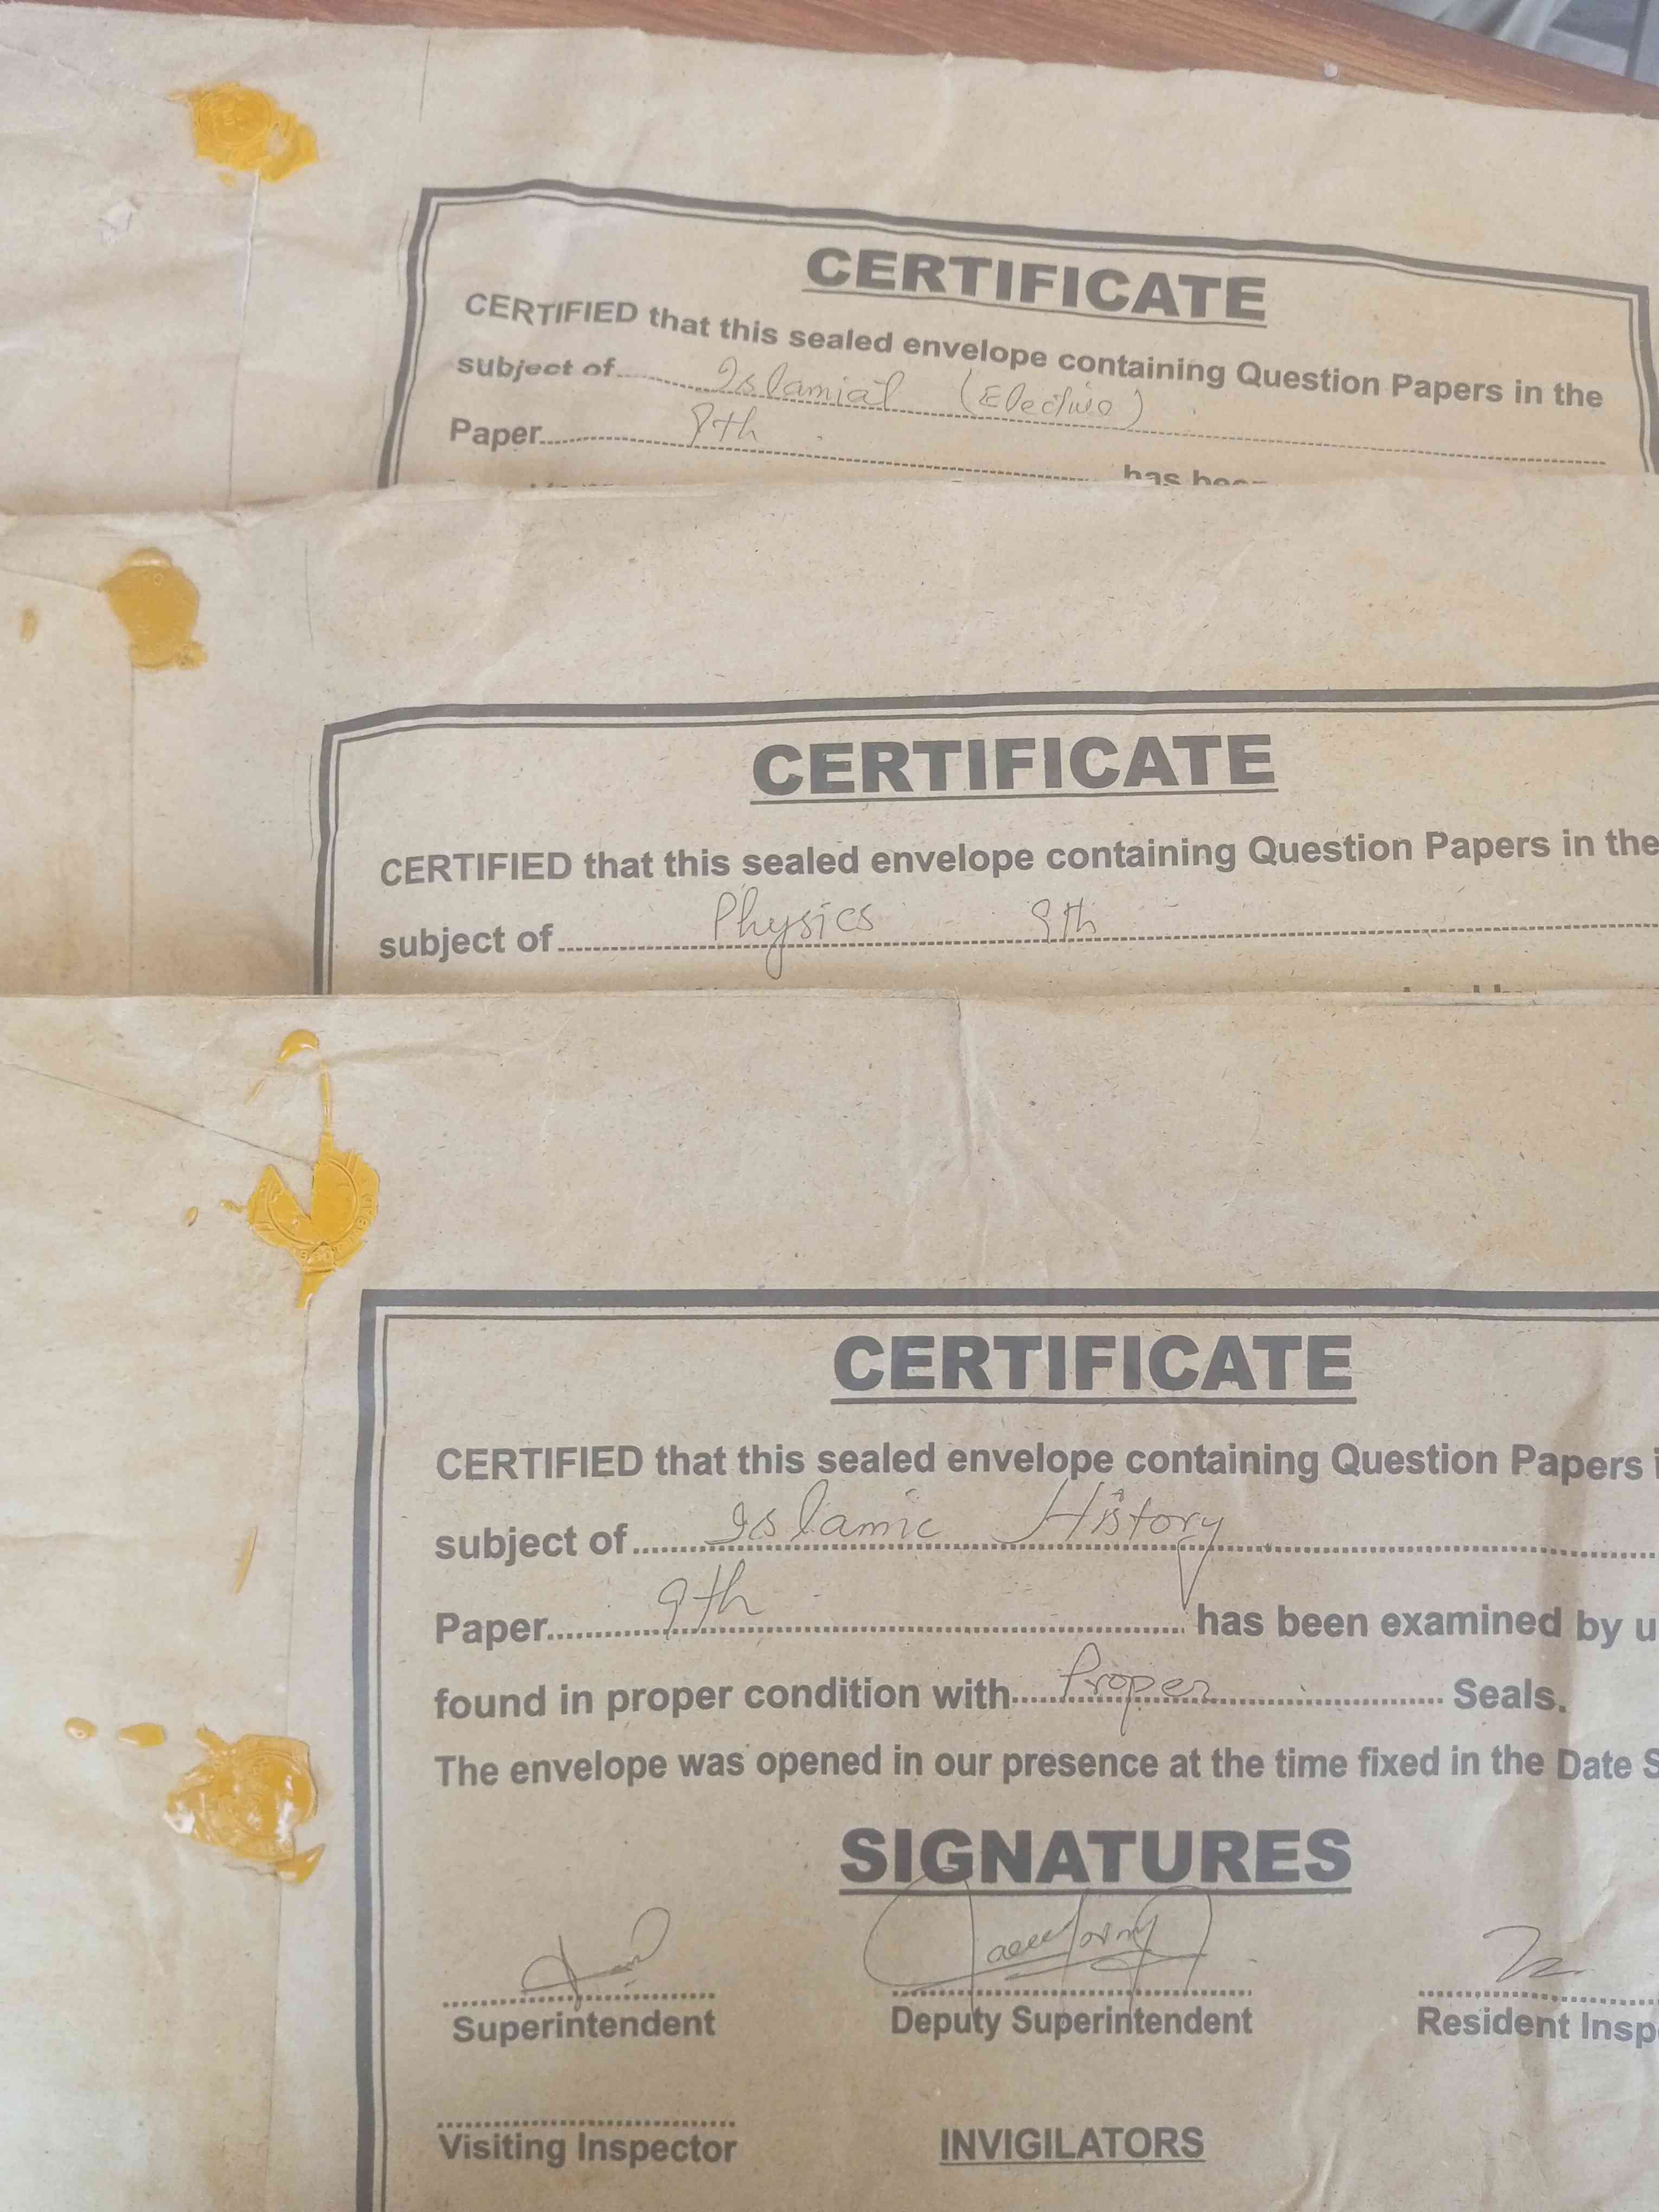 CERTIFICATE
CERTIFIED that this sealed envelope containing Question Papers in the
subject of Islamiat (Elective)
Paper 9th has been
CERTIFICATE
CERTIFIED that this sealed envelope containing Question Papers in the
subject of Physics 9th
CERTIFICATE
CERTIFIED that this sealed envelope containing Question Papers
subject of Islamic History
Paper 9th has been examined by
found in proper condition with Proper Seals.
The envelope was opened in our presence at the time fixed in the Date
SIGNATURES
Superintendent Deputy Superintendent Resident Insp
Visiting Inspector INVIGILATORS